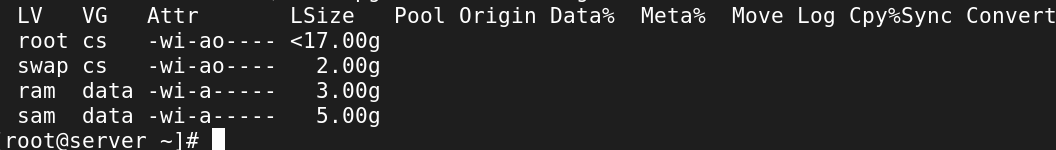 LV   VG   Attr       LSize   Pool Origin Data%  Meta%  Move Log Cpy%Sync Convert
root cs   -wi-ao---- <17.00g
swap cs   -wi-ao----   2.00g
ram  data -wi-a-----   3.00g
sam  data -wi-a-----   5.00g
root@server ~]#